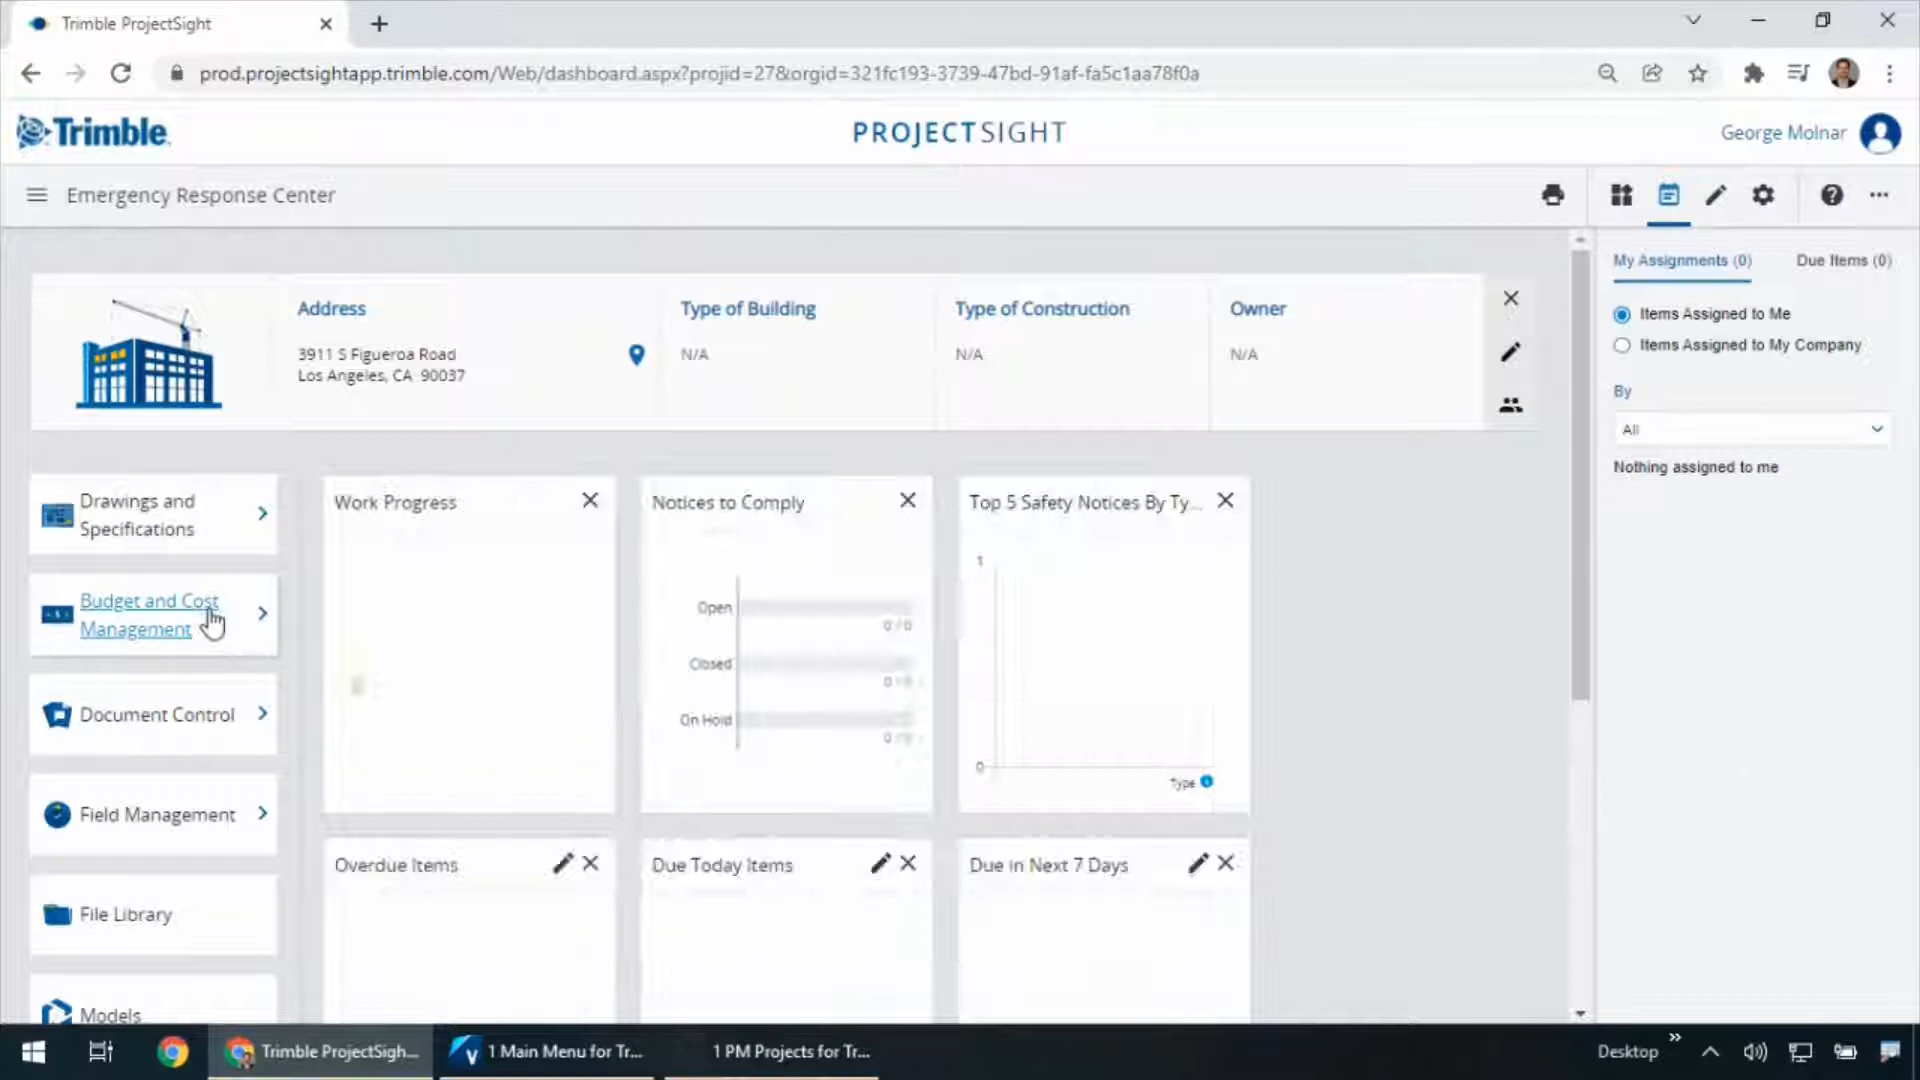 Trimble ProjectSight
prod.projectsightapp.trimble.com/Web/dashboard.aspx?projid=27&orgid=321fc193-3739-47bd-91af-fa5c1aa78f0a
Trimble
PROJECTSIGHT
George Molnar
Emergency Response Center
My Assignments (0)
Due Items (0)
Items Assigned to Me
Items Assigned to My Company
By
All
Nothing assigned to me
Address
Type of Building
Type of Construction
Owner
3911 S Figueroa Road
Los Angeles, CA 90037
N/A
N/A
N/A
Drawings and
Specifications
Budget and Cost
Management
Document Control
Field Management
File Library
Models
Work Progress
Notices to Comply
Open
0 / 0
Closed
On Hold
Top 5 Safety Notices By Ty...
1
0
Type
Overdue Items
Due Today Items
Due in Next 7 Days
Trimble ProjectSigh...
1 Main Menu for Tr...
1 PM Projects for Tr...
Desktop